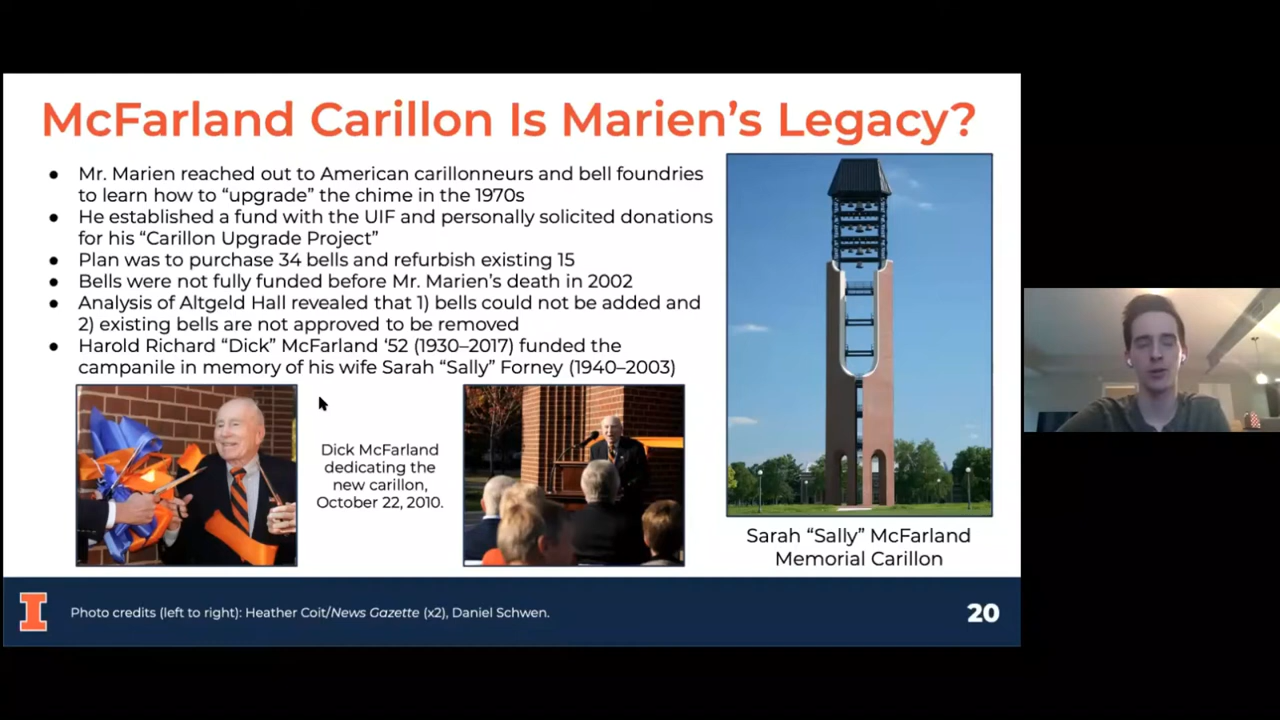 McFarland Carillon Is Marien's Legacy?
● Mr. Marien reached out to American carillonneurs and bell foundries
to learn how to “upgrade” the chime in the 1970s
● He established a fund with the UIF and personally solicited donations
for his “Carillon Upgrade Project”
● Plan was to purchase 34 bells and refurbish existing 15
● Bells were not fully funded before Mr. Marien's death in 2002
● Analysis of Altgeld Hall revealed that 1) bells could not be added and
2) existing bells are not approved to be removed
● Harold Richard “Dick” McFarland ‘52 (1930–2017) funded the
campanile in memory of his wife Sarah “Sally” Forney (1940–2003)
Dick McFarland
dedicating the
new carillon,
October 22, 2010.
Sarah “Sally” McFarland
Memorial Carillon
I
Photo credits (left to right): Heather Coit/News Gazette (x2), Daniel Schwen.
20